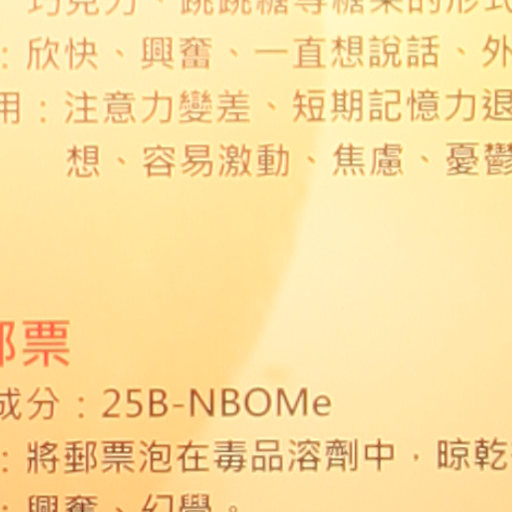 巧克力、跳跳糖等糖果的形式
：欣快、興奮、一直想說話、外
用：注意力變差、短期記憶力退
想、容易激動、焦慮、憂鬱
郵票
成分：25B-NBOMe
：將郵票泡在毒品溶劑中，晾乾
：興奮、幻覺。